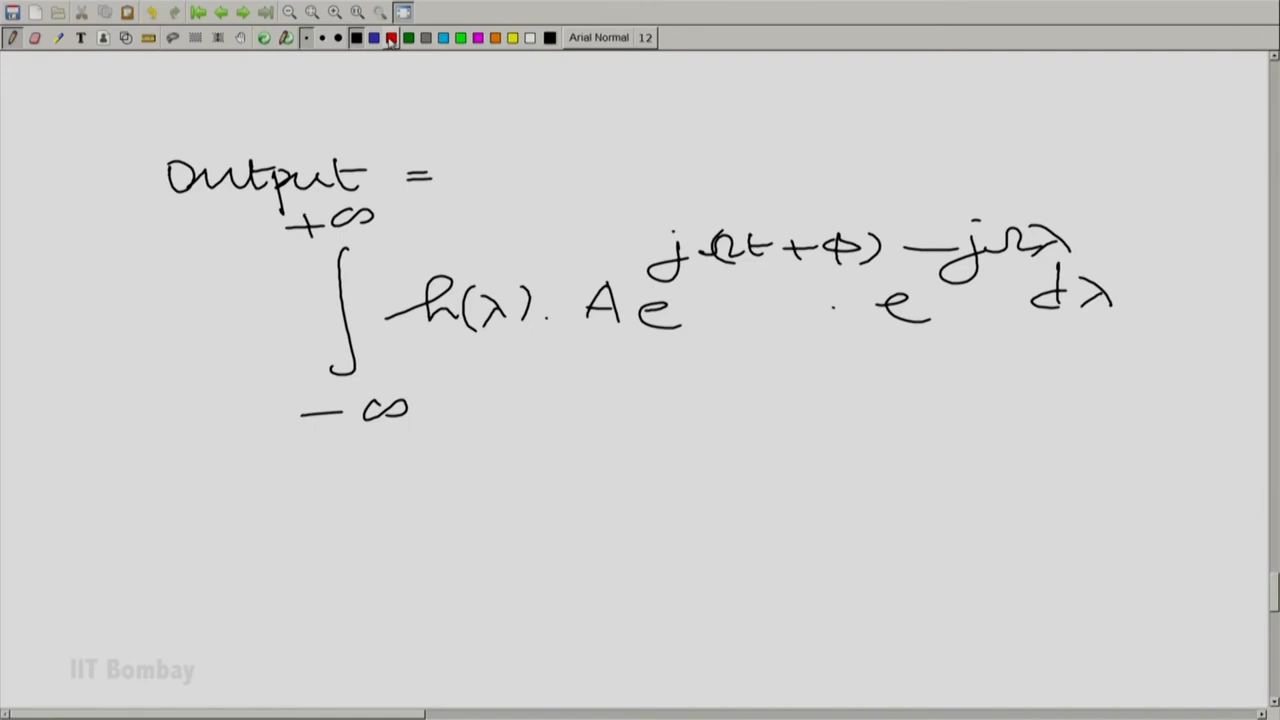 Arial Normal 12
Output =
+∞
∫ h(λ). A e^{j(Ωt + φ)} . e^{-jΩλ} dλ
-∞
IIT Bombay